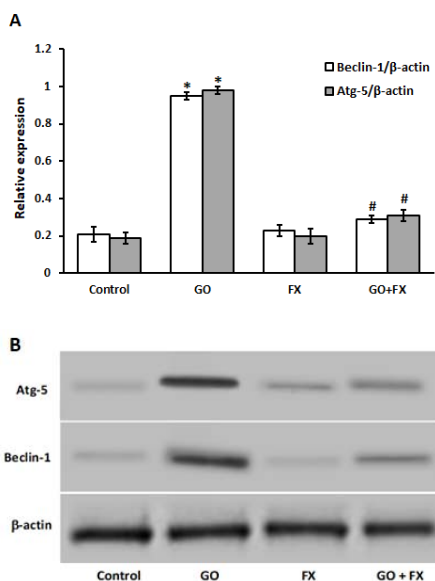 A
1.2
1
0.8
0.6
0.4
0.2
0
Relative expression
Beclin-1/β-actin
Atg-5/β-actin
* *
# #
Control GO FX GO+FX
B
Atg-5
Beclin-1
β-actin
Control GO FX GO + FX